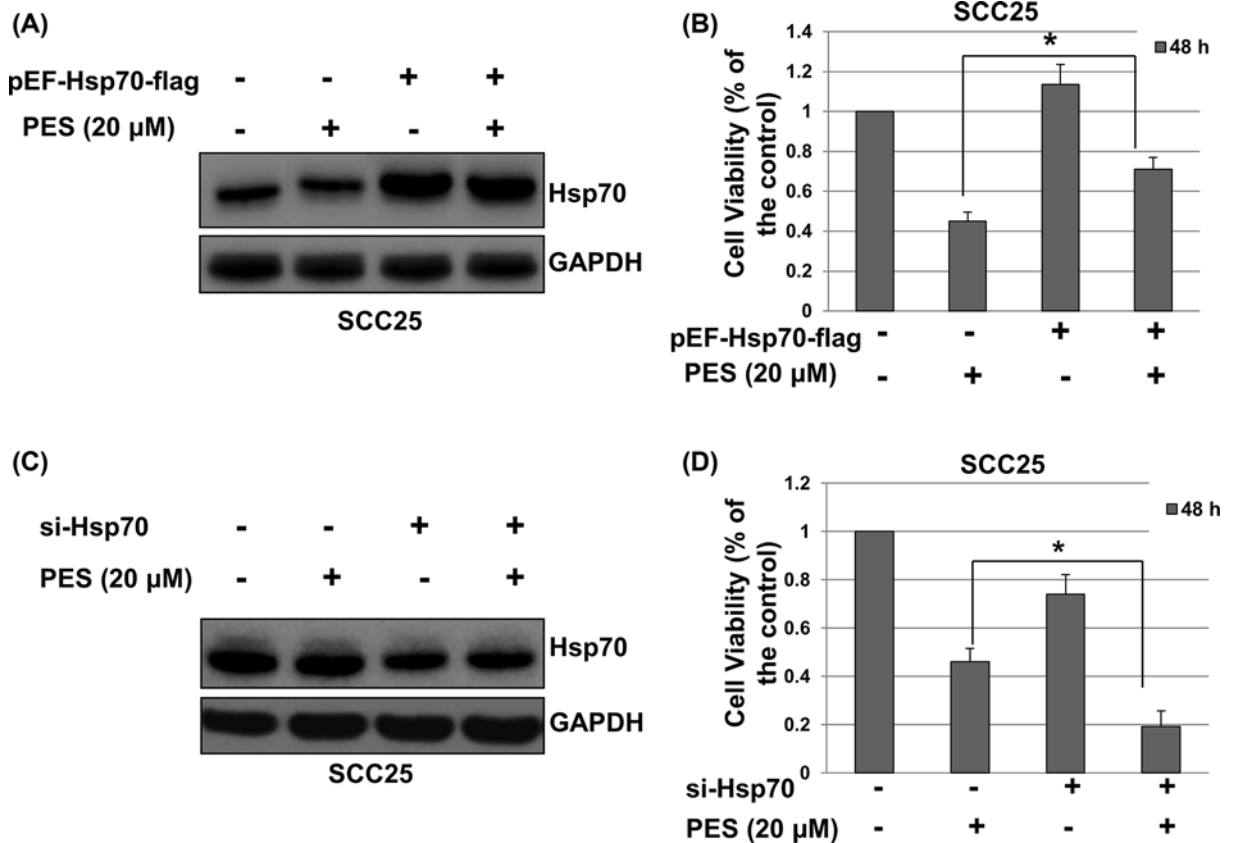 (A)
pEF-Hsp70-flag - - + +
PES (20 µM) - + - +
Hsp70
GAPDH
SCC25
(B)
SCC25
48 h
*
Cell Viability (% of
the control)
1.4
1.2
1
0.8
0.6
0.4
0.2
0
pEF-Hsp70-flag - - + +
PES (20 µM) - + - +
(C)
si-Hsp70 - - + +
PES (20 µM) - + - +
Hsp70
GAPDH
SCC25
(D)
SCC25
48 h
*
Cell Viability (% of
the control)
1.2
1
0.8
0.6
0.4
0.2
0
si-Hsp70 - - + +
PES (20 µM) - + - +